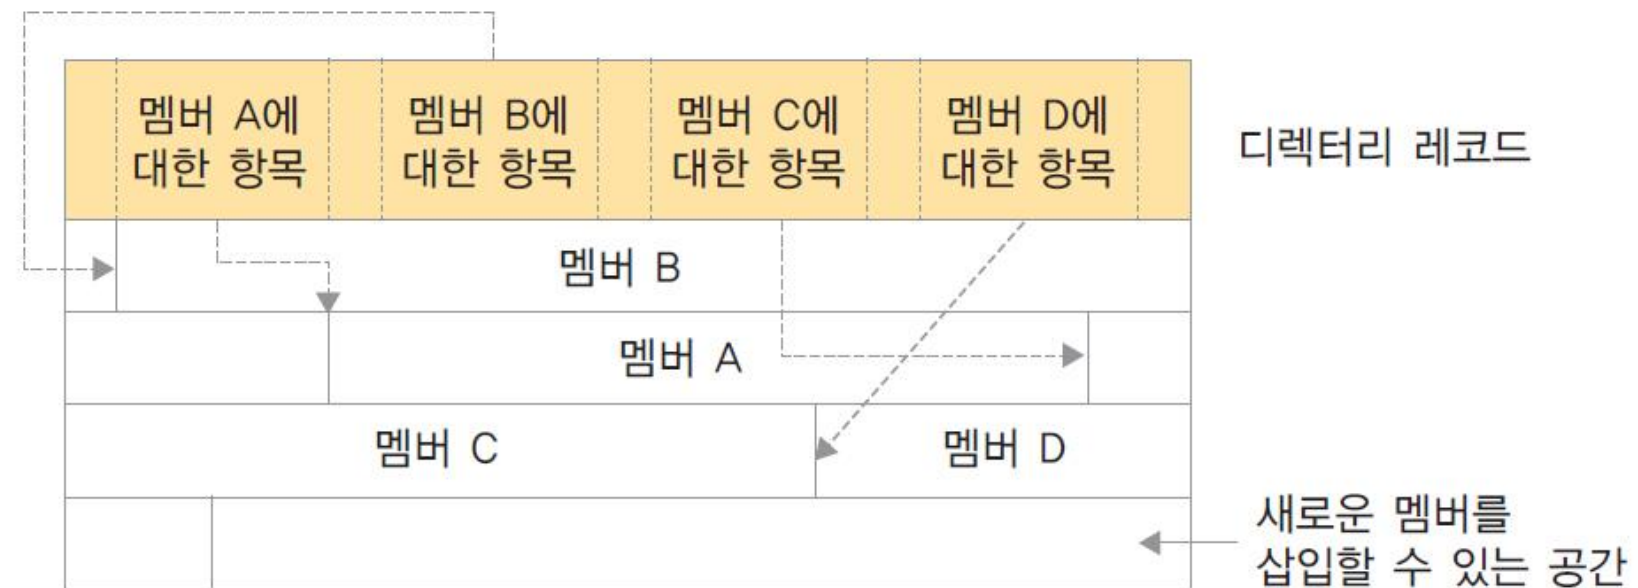 멤버 A에
대한 항목
멤버 B에
대한 항목
멤버 C에
대한 항목
멤버 D에
대한 항목
디렉터리 레코드
멤버 B
멤버 A
멤버 C
멤버 D
새로운 멤버를
삽입할 수 있는 공간